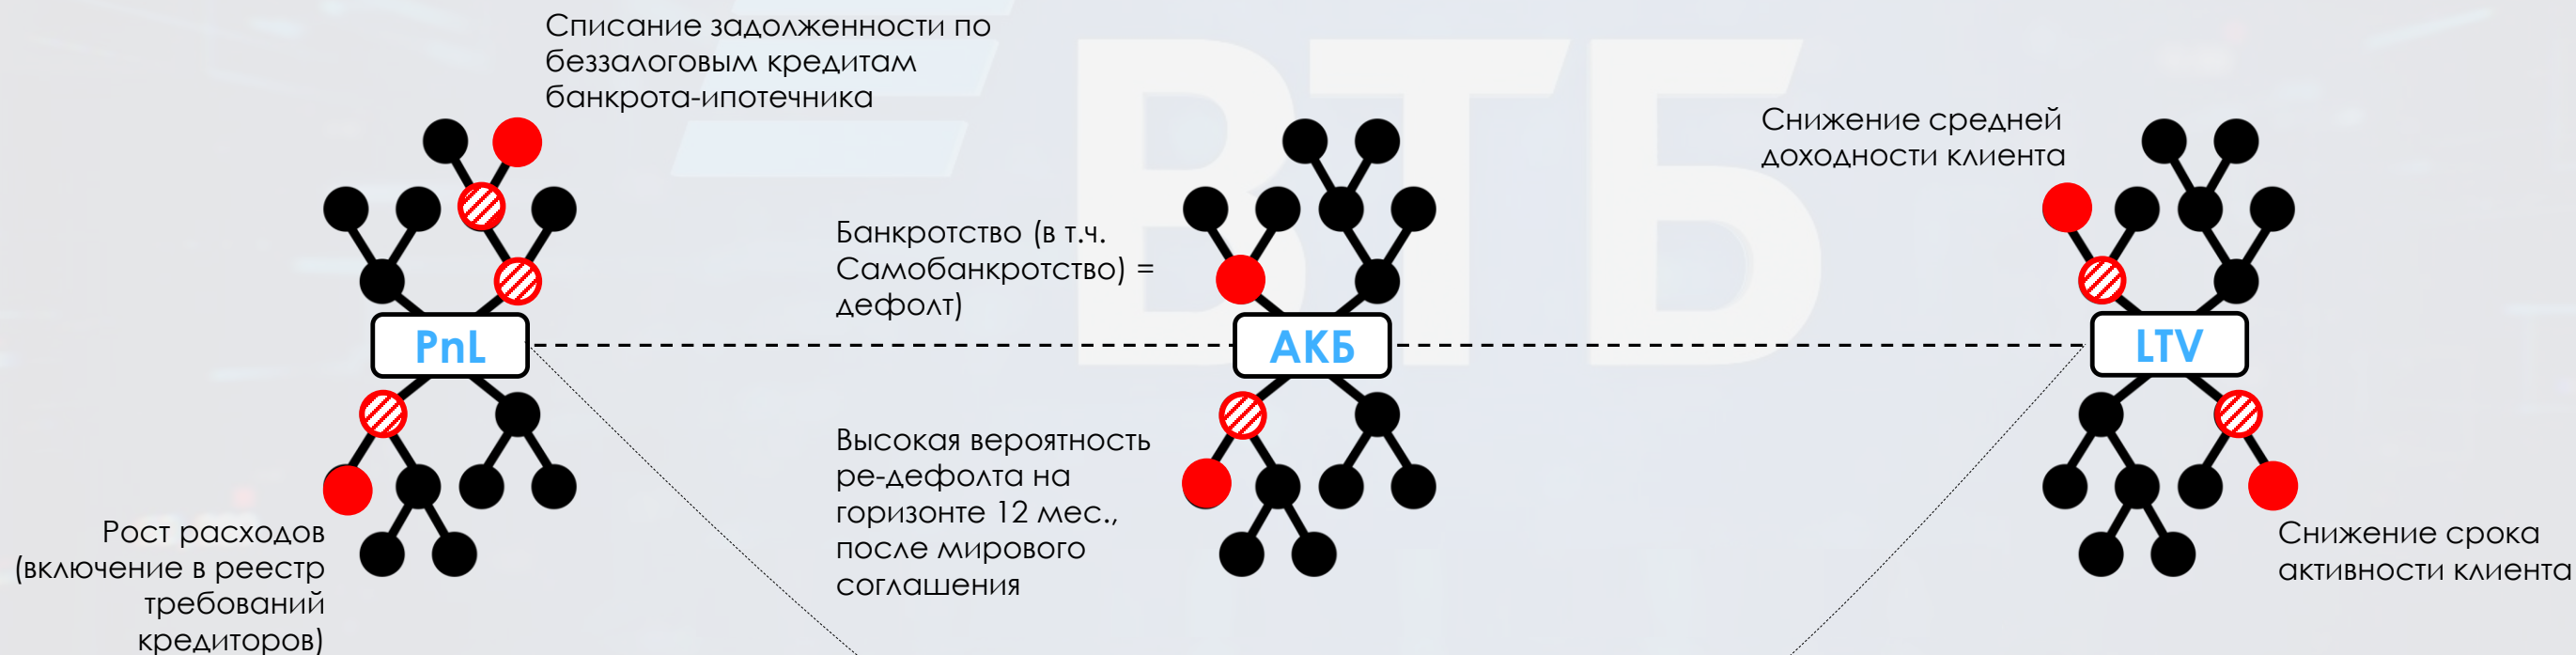 Списание задолженности по
беззалоговым кредитам
банкрота-ипотечника
ВТБ
Снижение средней
доходности клиента
Банкротство (в т.ч.
Самобанкротство) =
дефолт)
PnL
АКБ
LTV
Высокая вероятность
ре-дефолта на
горизонте 12 мес.,
после мирового
соглашения
Рост расходов
(включение в реестр
требований
кредиторов)
Снижение срока
активности клиента